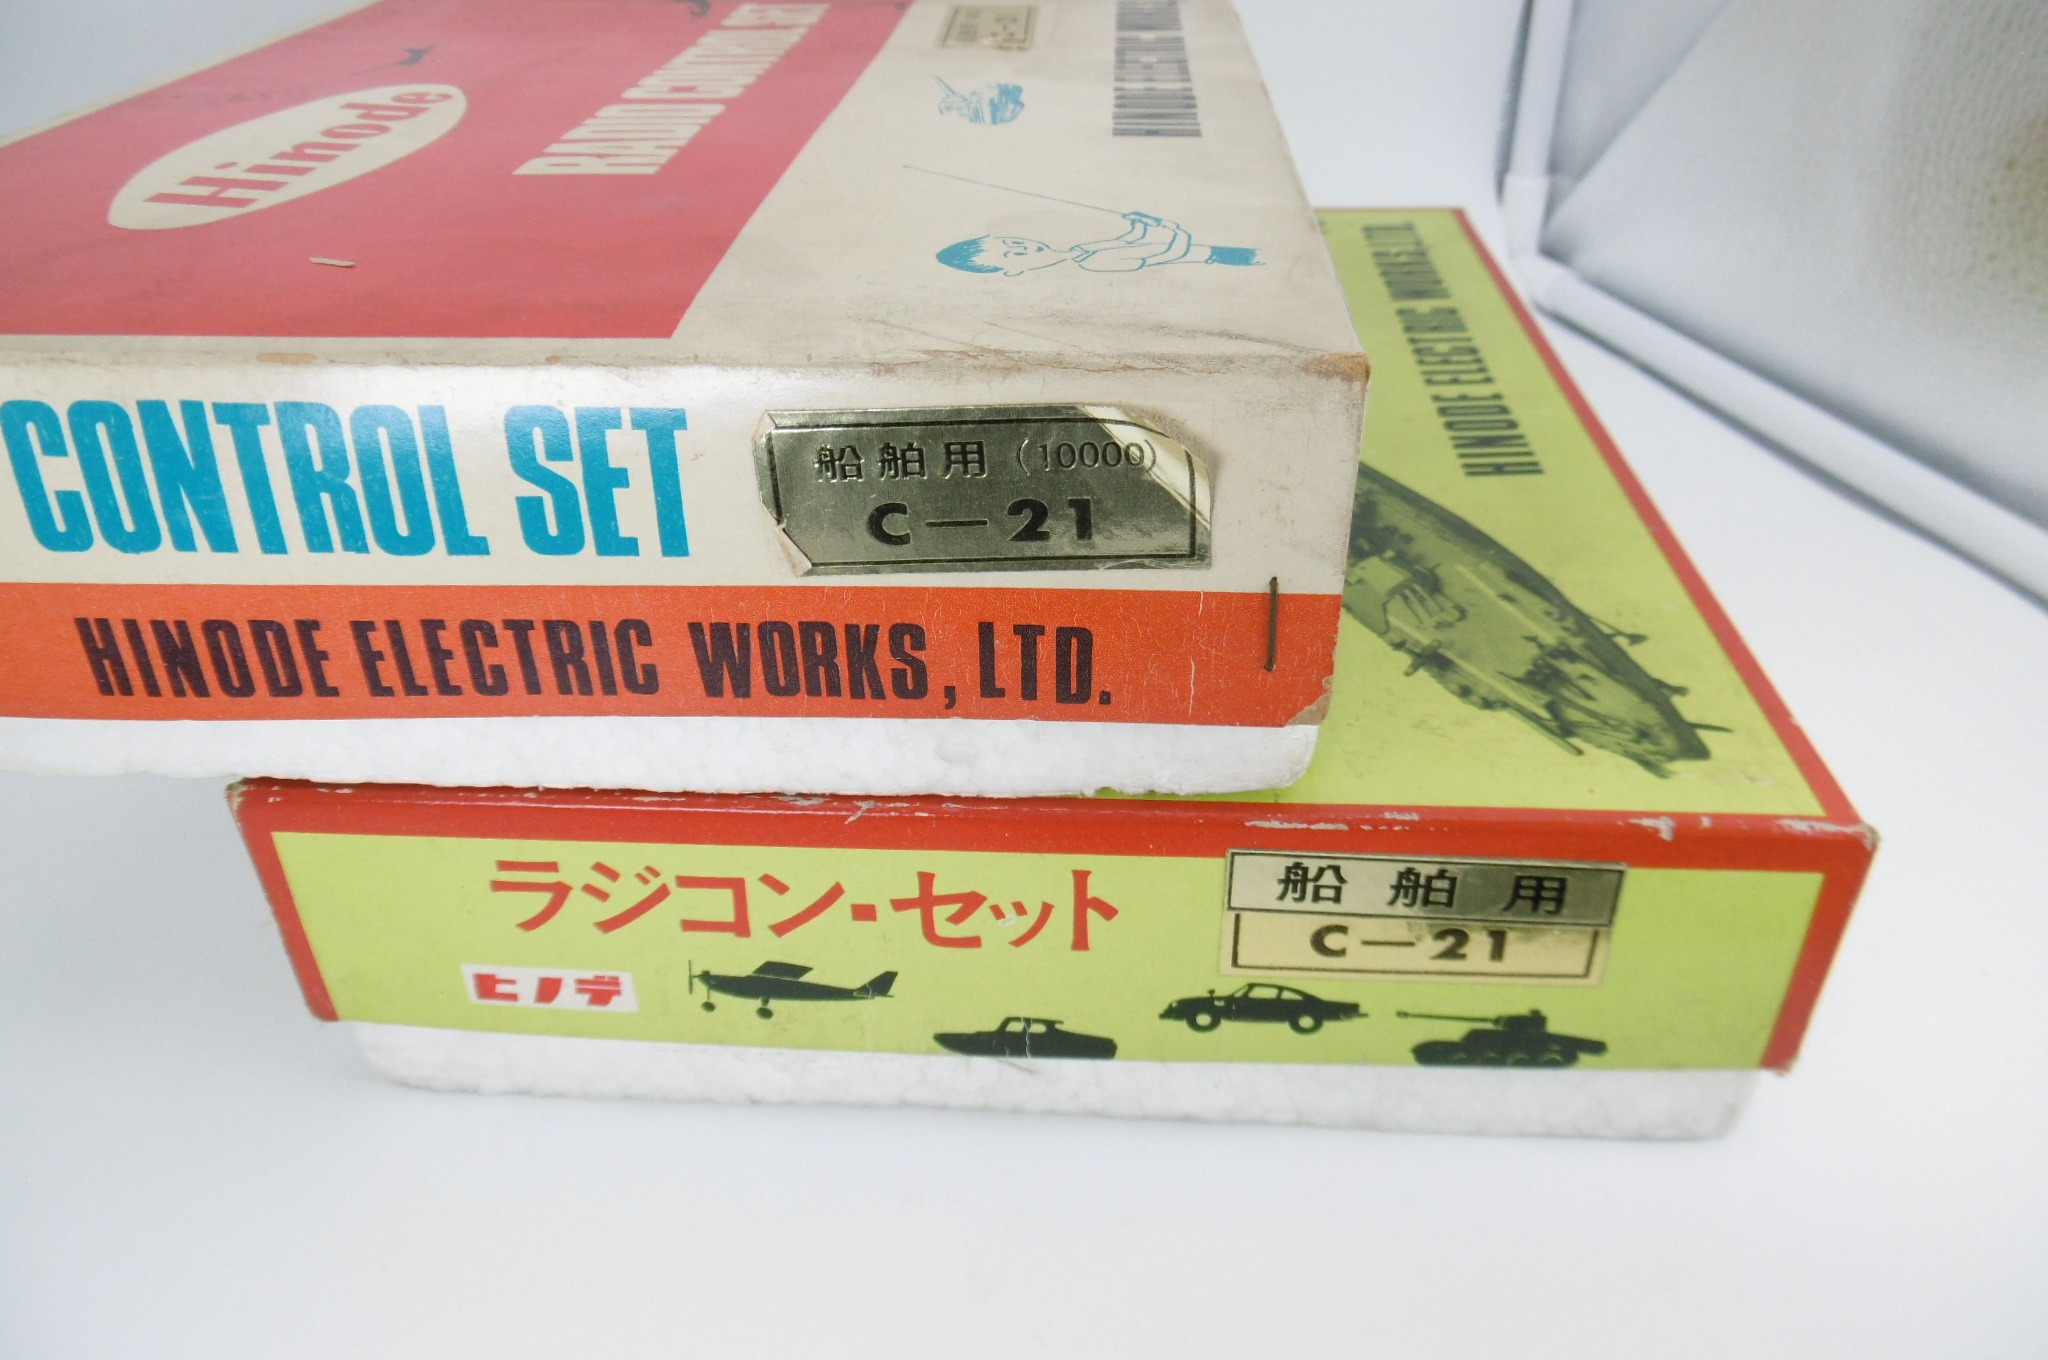 Hinode
RADIO CONTROL SET
HINODE ELECTRIC WORKS
CONTROL SET
船舶用 (10000)
C-21
HINODE ELECTRIC WORKS, LTD.
HINODE ELECTRIC WORKS, LTD.
ラジコン・セット
船舶用
C-21
ヒノデ